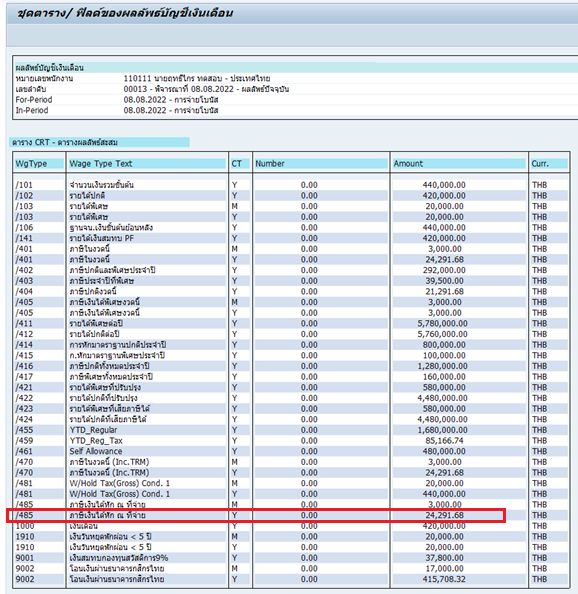 ชุดตาราง/ ฟิลด์ของผลลัพธ์บัญชีเงินเดือน
ผลลัพธ์บัญชีเงินเดือน
หมายเลขพนักงาน 110111 นายฤทธิไกร ทดสอบ - ประเทศไทย
เลขลำดับ 00013 - พิจารณาที่ 08.08.2022 - ผลลัพธ์ปัจจุบัน
For-Period 08.08.2022 - การจ่ายโบนัส
In-Period 08.08.2022 - การจ่ายโบนัส
ตาราง CRT - ตารางผลลัพธ์สะสม
WgType Wage Type Text CT Number Amount Curr.
/101 จำนวนเงินรวมขั้นต้น Y 0.00 440,000.00 THB
/102 รายได้ปกติ Y 0.00 420,000.00 THB
/103 รายได้พิเศษ M 0.00 20,000.00 THB
/103 รายได้พิเศษ Y 0.00 20,000.00 THB
/106 ฐานจน.เงินขั้นต้นย้อนหลัง Y 0.00 440,000.00 THB
/141 รายได้เงินสมทบ PF Y 0.00 420,000.00 THB
/401 ภาษีในงวดนี้ M 0.00 3,000.00 THB
/401 ภาษีในงวดนี้ Y 0.00 24,291.68 THB
/402 ภาษีปกติและพิเศษประจำปี Y 0.00 292,000.00 THB
/403 ภาษีประจำปีที่พิเศษ Y 0.00 39,500.00 THB
/404 ภาษีปกติงวดนี้ Y 0.00 21,291.68 THB
/405 ภาษีเงินได้พิเศษงวดนี้ M 0.00 3,000.00 THB
/405 ภาษีเงินได้พิเศษงวดนี้ Y 0.00 3,000.00 THB
/411 รายได้พิเศษต่อปี Y 0.00 5,780,000.00 THB
/412 รายได้ปกติต่อปี Y 0.00 5,760,000.00 THB
/414 การหักมาตราฐานปกติประจำปี Y 0.00 800,000.00 THB
/415 ก.หักมาตราฐานพิเศษประจำปี Y 0.00 100,000.00 THB
/416 ภาษีปกติทั้งหมดประจำปี Y 0.00 1,280,000.00 THB
/417 ภาษีพิเศษทั้งหมดประจำปี Y 0.00 160,000.00 THB
/421 รายได้พิเศษที่ปรับปรุง Y 0.00 580,000.00 THB
/422 รายได้ปกติที่ปรับปรุง Y 0.00 4,480,000.00 THB
/423 รายได้พิเศษที่เสียภาษีได้ Y 0.00 580,000.00 THB
/424 รายได้ปกติที่เสียภาษีได้ Y 0.00 4,480,000.00 THB
/455 YTD_Regular Y 0.00 1,680,000.00 THB
/459 YTD_Reg_Tax Y 0.00 85,166.74 THB
/461 Self Allowance Y 0.00 480,000.00 THB
/470 ภาษีในงวดนี้ (Inc.TRM) M 0.00 3,000.00 THB
/470 ภาษีในงวดนี้ (Inc.TRM) Y 0.00 24,291.68 THB
/481 W/Hold Tax(Gross) Cond. 1 M 0.00 20,000.00 THB
/481 W/Hold Tax(Gross) Cond. 1 Y 0.00 440,000.00 THB
/485 ภาษีเงินได้หัก ณ ที่จ่าย M 0.00 3,000.00 THB
/485 ภาษีเงินได้หัก ณ ที่จ่าย Y 0.00 24,291.68 THB
1000 เงินเดือน Y 0.00 420,000.00 THB
1910 เงินวันหยุดพักผ่อน < 5 ปี M 0.00 20,000.00 THB
1910 เงินวันหยุดพักผ่อน < 5 ปี Y 0.00 20,000.00 THB
9001 เงินสมทบกองทุนสวัสดิการ9% Y 0.00 37,800.00 THB
9002 โอนเงินผ่านธนาคารกสิกรไทย M 0.00 17,000.00 THB
9002 โอนเงินผ่านธนาคารกสิกรไทย Y 0.00 415,708.32 THB